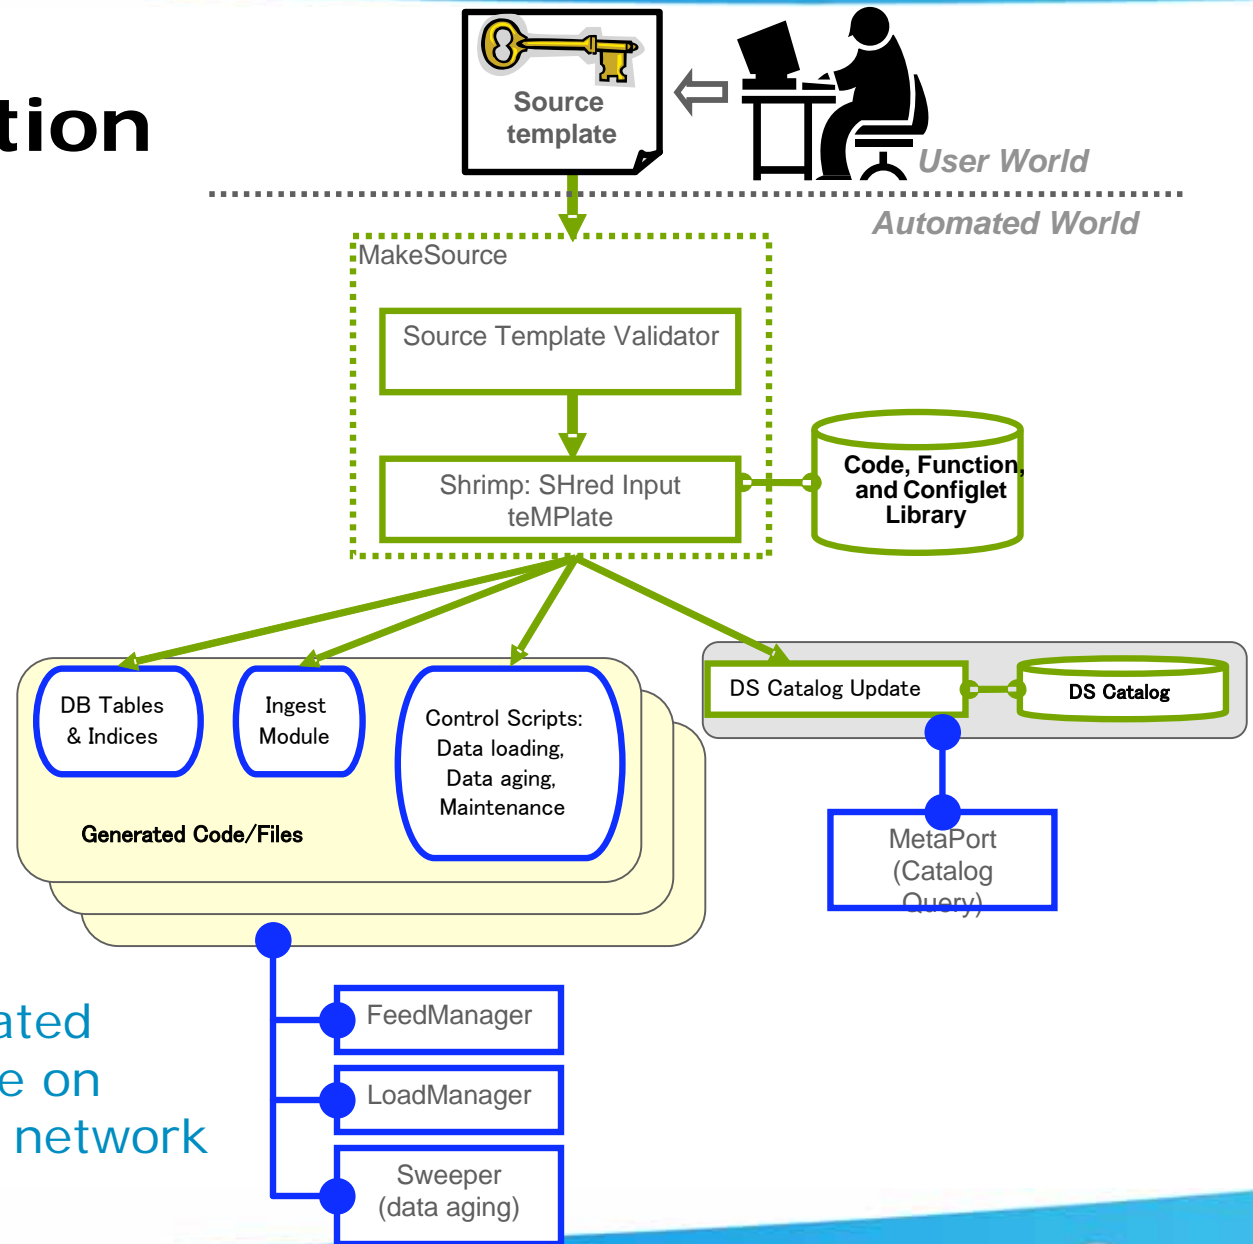 tion
Source
template
User World
Automated World
MakeSource
Source Template Validator
Shrimp: SHred Input
teMPlate
Code, Function,
and Configlet
Library
DB Tables
& Indices
Ingest
Module
Control Scripts:
Data loading,
Data aging,
Maintenance
Generated Code/Files
DS Catalog Update
DS Catalog
MetaPort
(Catalog
Query)
FeedManager
LoadManager
Sweeper
(data aging)
ated
e on
network